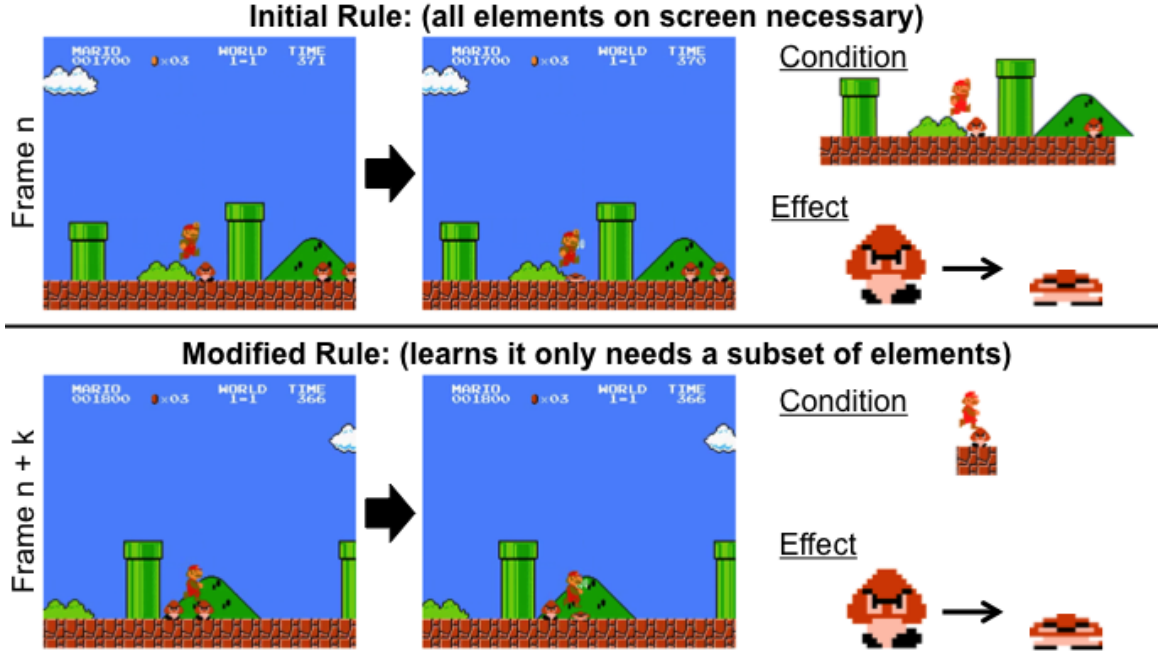 Initial Rule: (all elements on screen necessary)
Frame n
MARIO WORLD TIME
001700 ×03 1-1 371
MARIO WORLD TIME
001700 ×03 1-1 370
Condition
Effect
Modified Rule: (learns it only needs a subset of elements)
Frame n + k
MARIO WORLD TIME
001800 ×03 1-1 366
MARIO WORLD TIME
001800 ×03 1-1 366
Condition
Effect